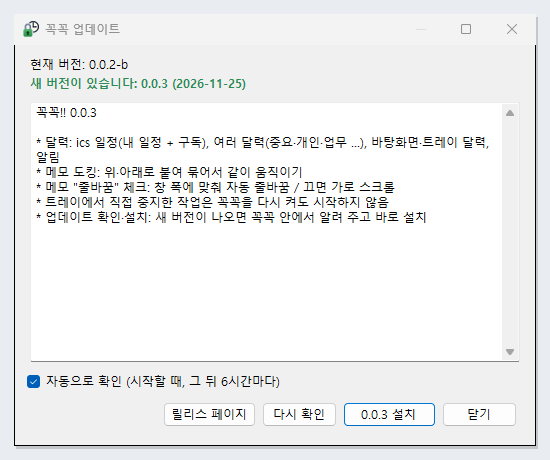 꼭꼭 업데이트
현재 버전: 0.0.2-b
새 버전이 있습니다: 0.0.3 (2026-11-25)
꼭꼭!! 0.0.3
* 달력: ics 일정(내 일정 + 구독), 여러 달력(중요·개인·업무 ...), 바탕화면·트레이 달력,
알림
* 메모 도킹: 위·아래로 붙여 묶어서 같이 움직이기
* 메모 "줄바꿈" 체크: 창 폭에 맞춰 자동 줄바꿈 / 끄면 가로 스크롤
* 트레이에서 직접 중지한 작업은 꼭꼭을 다시 켜도 시작하지 않음
* 업데이트 확인·설치: 새 버전이 나오면 꼭꼭 안에서 알려 주고 바로 설치
자동으로 확인 (시작할 때, 그 뒤 6시간마다)
릴리스 페이지
다시 확인
0.0.3 설치
닫기